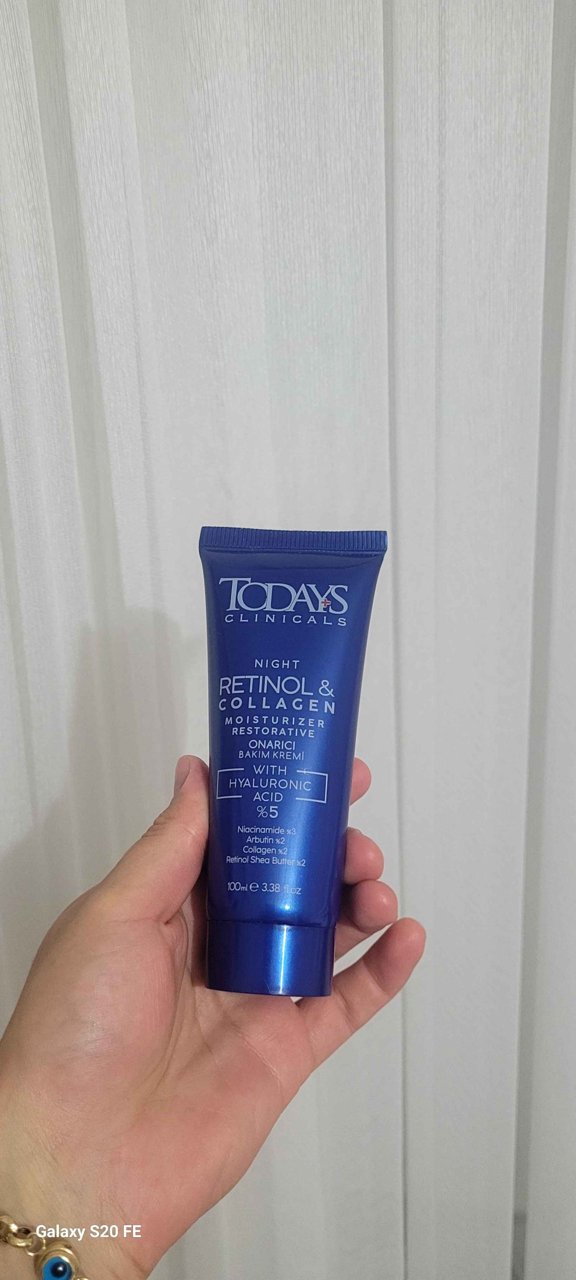 TODAYS
CLINICALS
NIGHT
RETINOL &
COLLAGEN
MOISTURIZER
RESTORATIVE
ONARICI
BAKIM KREMİ
WITH
HYALURONIC
ACID
%5
Niacinamide %3
Arbutin %2
Collagen %2
Retinol Shea Butter %2
100ml e 3.38 fl.oz
Galaxy S20 FE